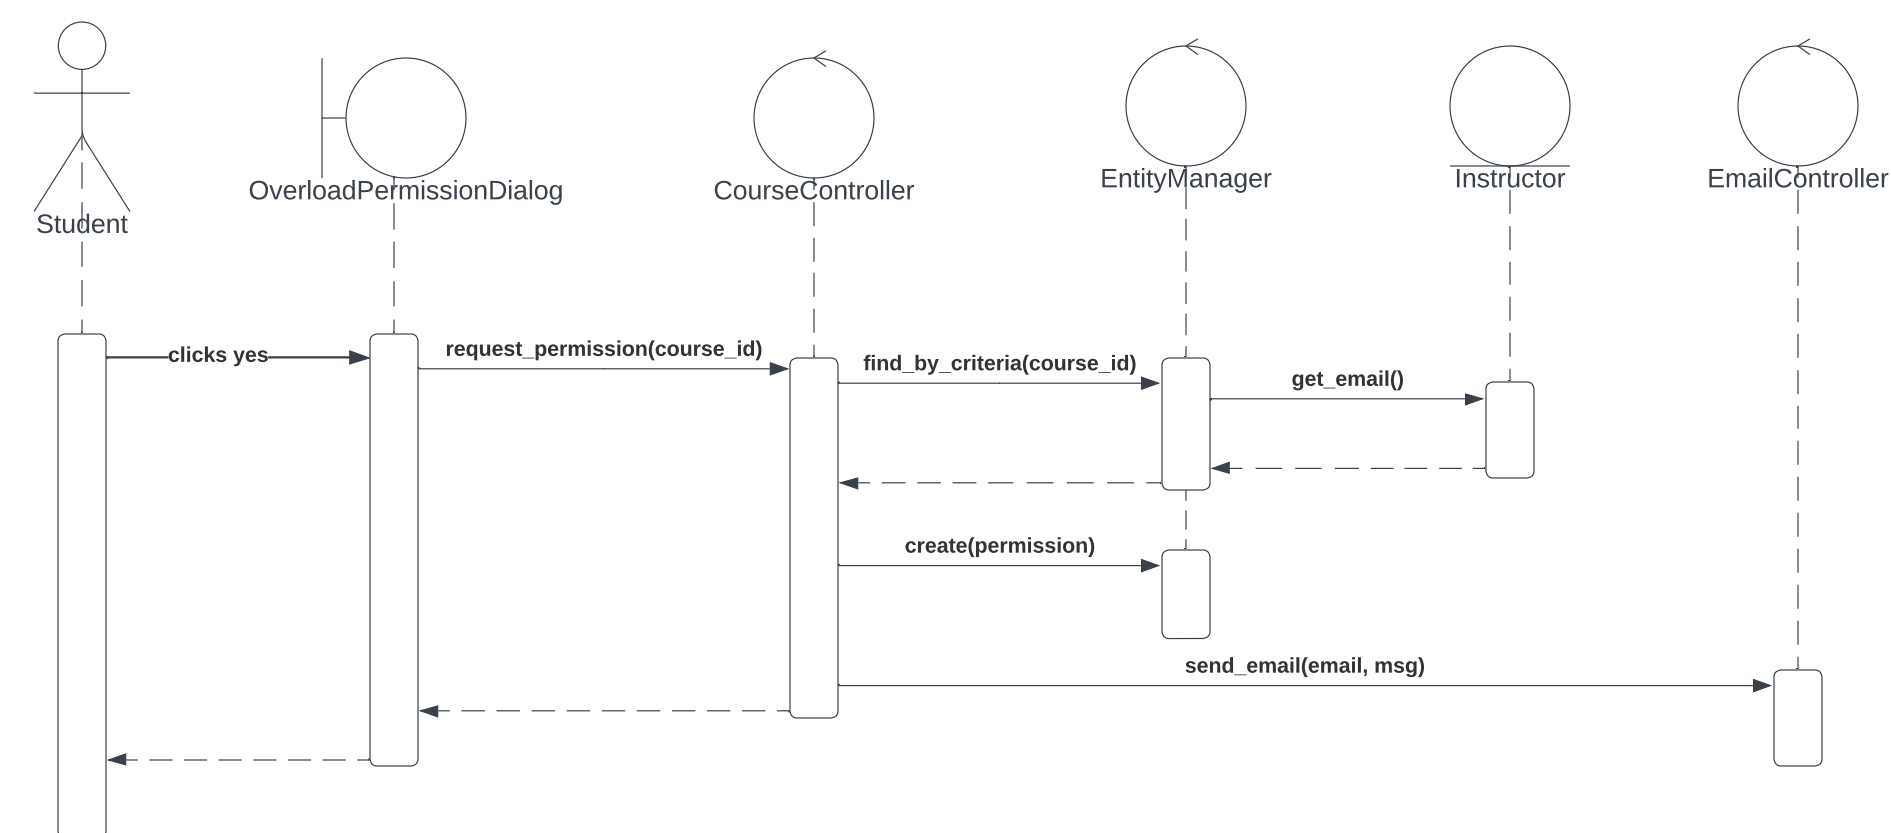 Student
OverloadPermissionDialog
CourseController
EntityManager
Instructor
EmailController
clicks yes
request_permission(course_id)
find_by_criteria(course_id)
get_email()
create(permission)
send_email(email, msg)